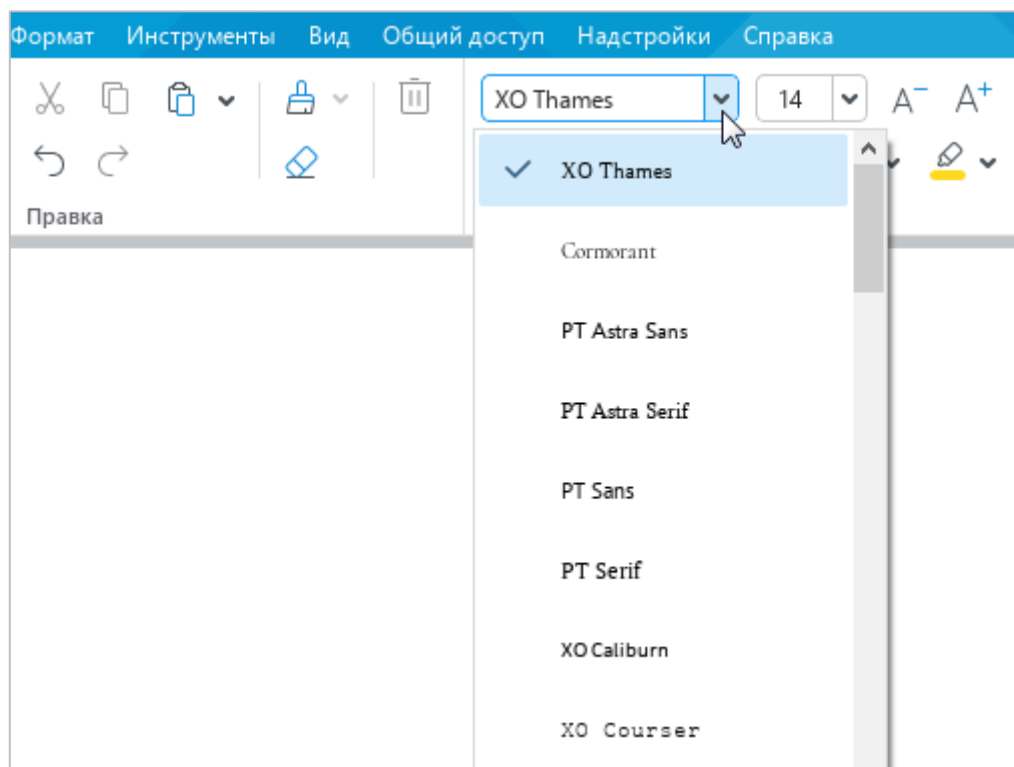 Формат Инструменты Вид Общий доступ Надстройки Справка
XO Thames 14 A− A+
Правка
XO Thames
Cormorant
PT Astra Sans
PT Astra Serif
PT Sans
PT Serif
XO Caliburn
XO Courser